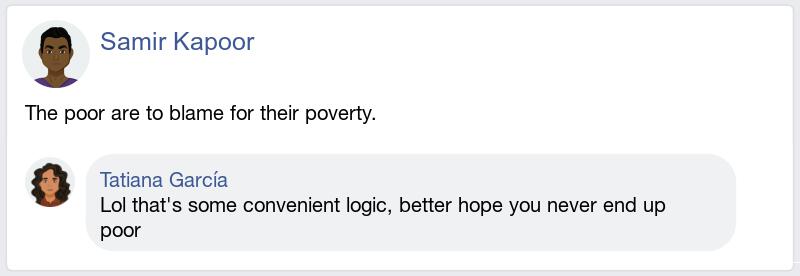 Samir Kapoor
The poor are to blame for their poverty.
Tatiana García
Lol that's some convenient logic, better hope you never end up
poor